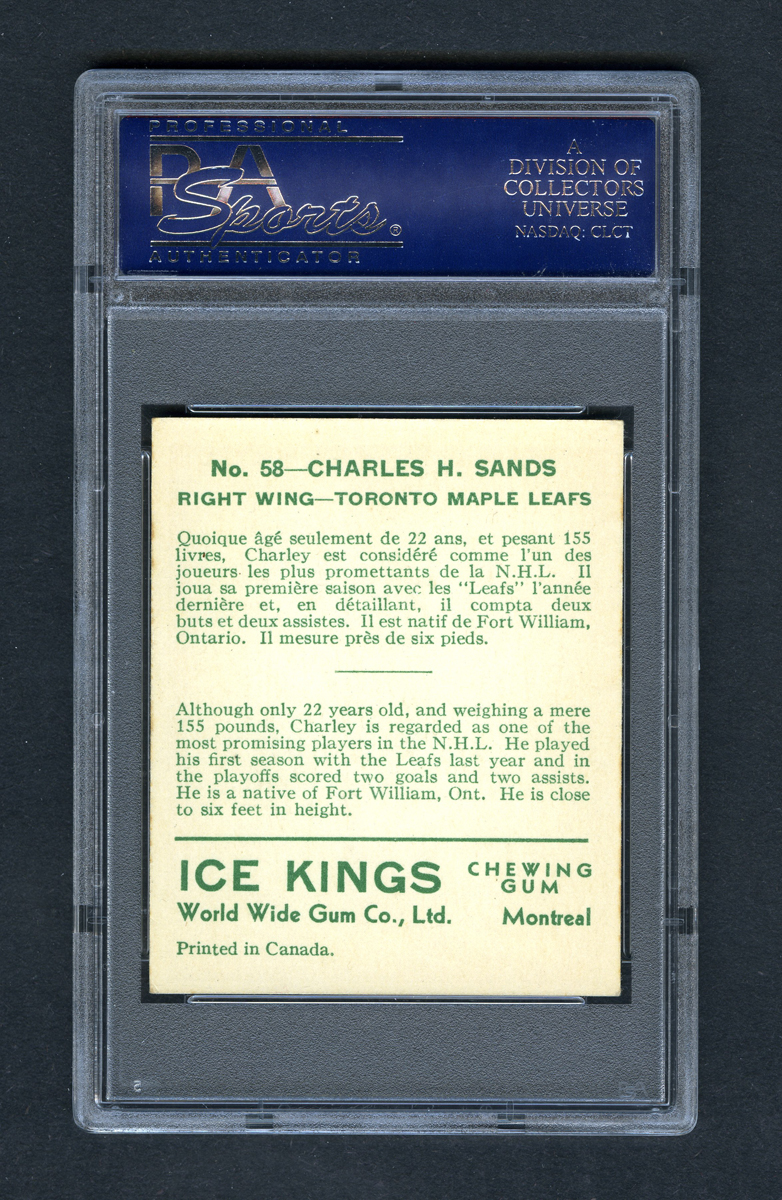 PROFESSIONAL
PSA
Sports®
AUTHENTICATOR
A
DIVISION OF
COLLECTORS
UNIVERSE
NASDAQ: CLCT
No. 58—CHARLES H. SANDS
RIGHT WING—TORONTO MAPLE LEAFS
Quoique âgé seulement de 22 ans, et pesant 155
livres, Charley est considéré comme l'un des
joueurs les plus promettants de la N.H.L. Il
joua sa première saison avec les "Leafs" l'année
dernière et, en détaillant, il compta deux
buts et deux assistes. Il est natif de Fort William,
Ontario. Il mesure près de six pieds.
Although only 22 years old, and weighing a mere
155 pounds, Charley is regarded as one of the
most promising players in the N.H.L. He played
his first season with the Leafs last year and in
the playoffs scored two goals and two assists.
He is a native of Fort William, Ont. He is close
to six feet in height.
ICE KINGS CHEWING GUM
World Wide Gum Co., Ltd. Montreal
Printed in Canada.